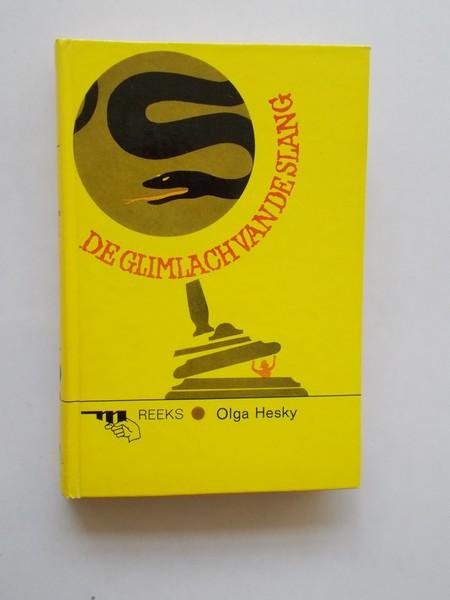 DE GLIMLACH VAN DE SLANG
m REEKS Olga Hesky